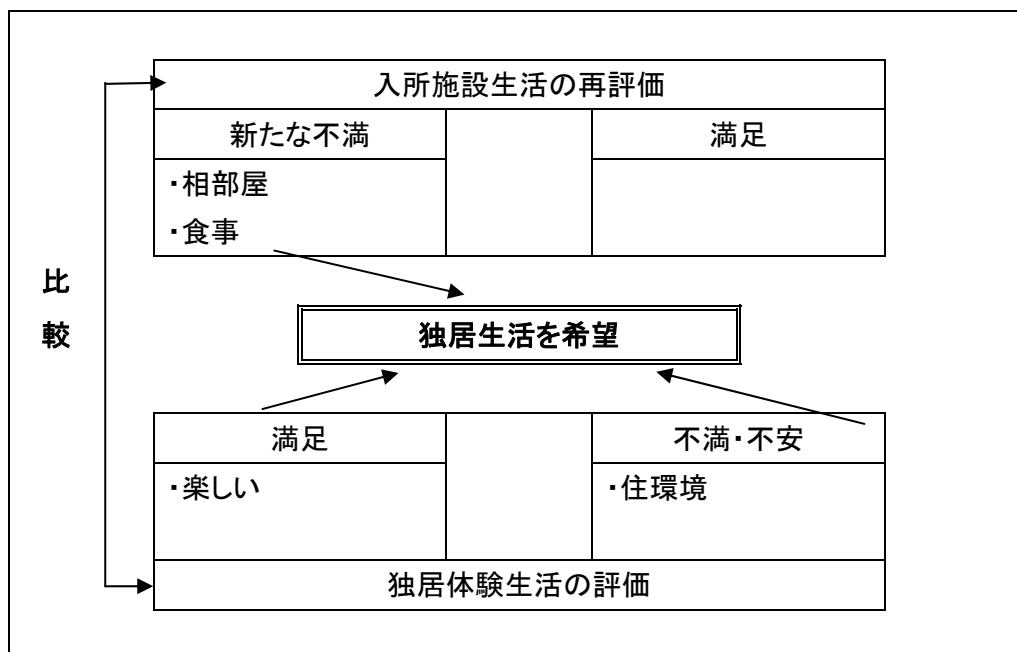 入所施設生活の再評価
新たな不満
満足
・相部屋
・食事
比
較
独居生活を希望
満足
不満・不安
・楽しい
・住環境
独居体験生活の評価